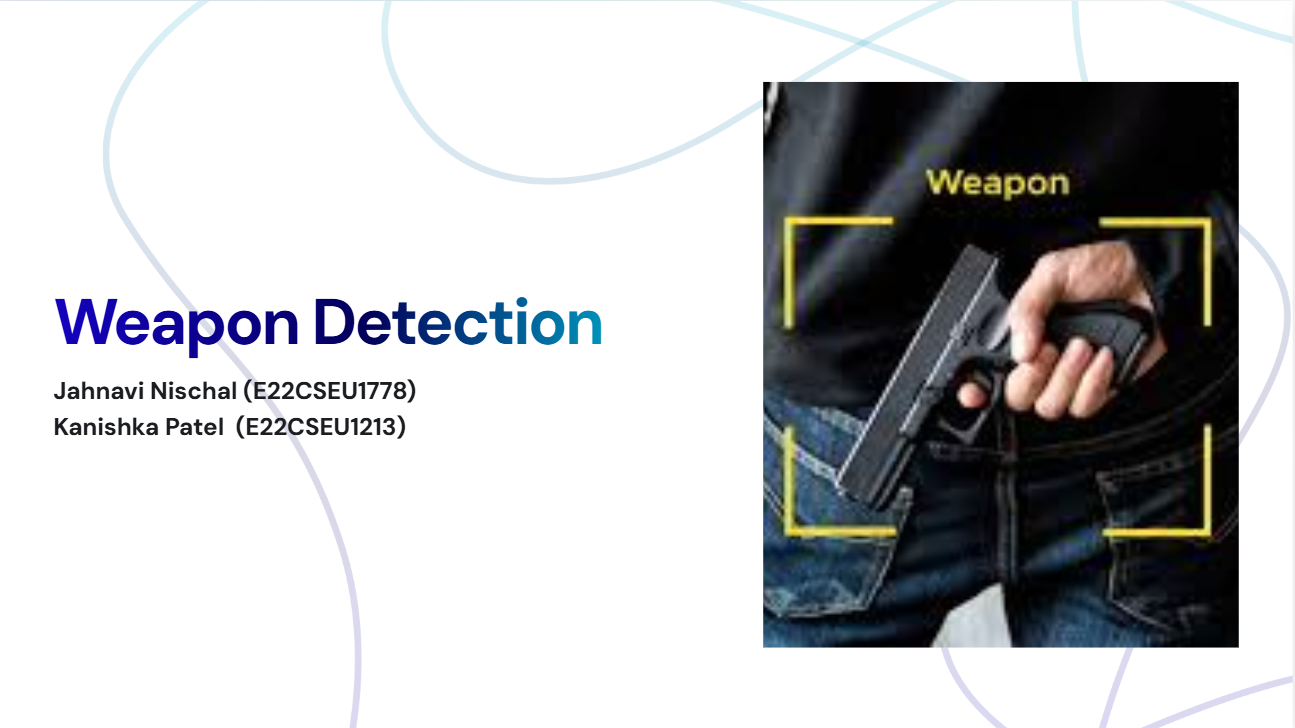 Weapon Detection
Jahnavi Nischal (E22CSEU1778)
Kanishka Patel (E22CSEU1213)
Weapon